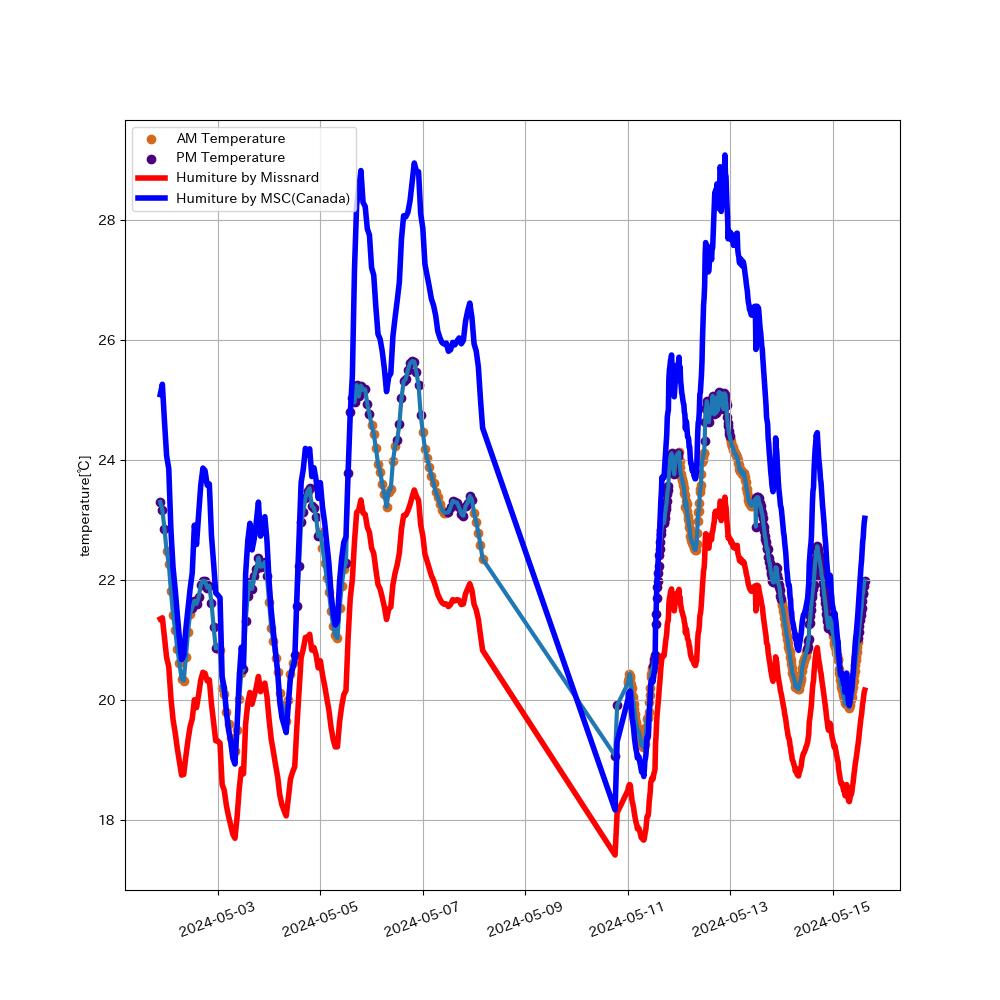 AM Temperature
PM Temperature
Humiture by Missnard
Humiture by MSC(Canada)
temperature[℃]
28
26
24
22
20
18
2024-05-03
2024-05-05
2024-05-07
2024-05-09
2024-05-11
2024-05-13
2024-05-15